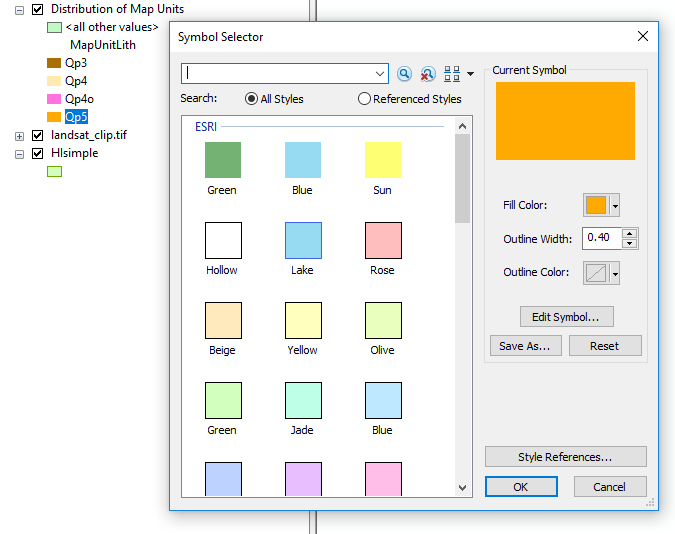 Distribution of Map Units
<all other values>
MapUnitLith
Qp3
Qp4
Qp4o
Qp5
landsat_clip.tif
HIsimple
Symbol Selector
Search:
All Styles
Referenced Styles
ESRI
Green
Blue
Sun
Hollow
Lake
Rose
Beige
Yellow
Olive
Green
Jade
Blue
Current Symbol
Fill Color:
Outline Width:
0.40
Outline Color:
Edit Symbol...
Save As...
Reset
Style References...
OK
Cancel